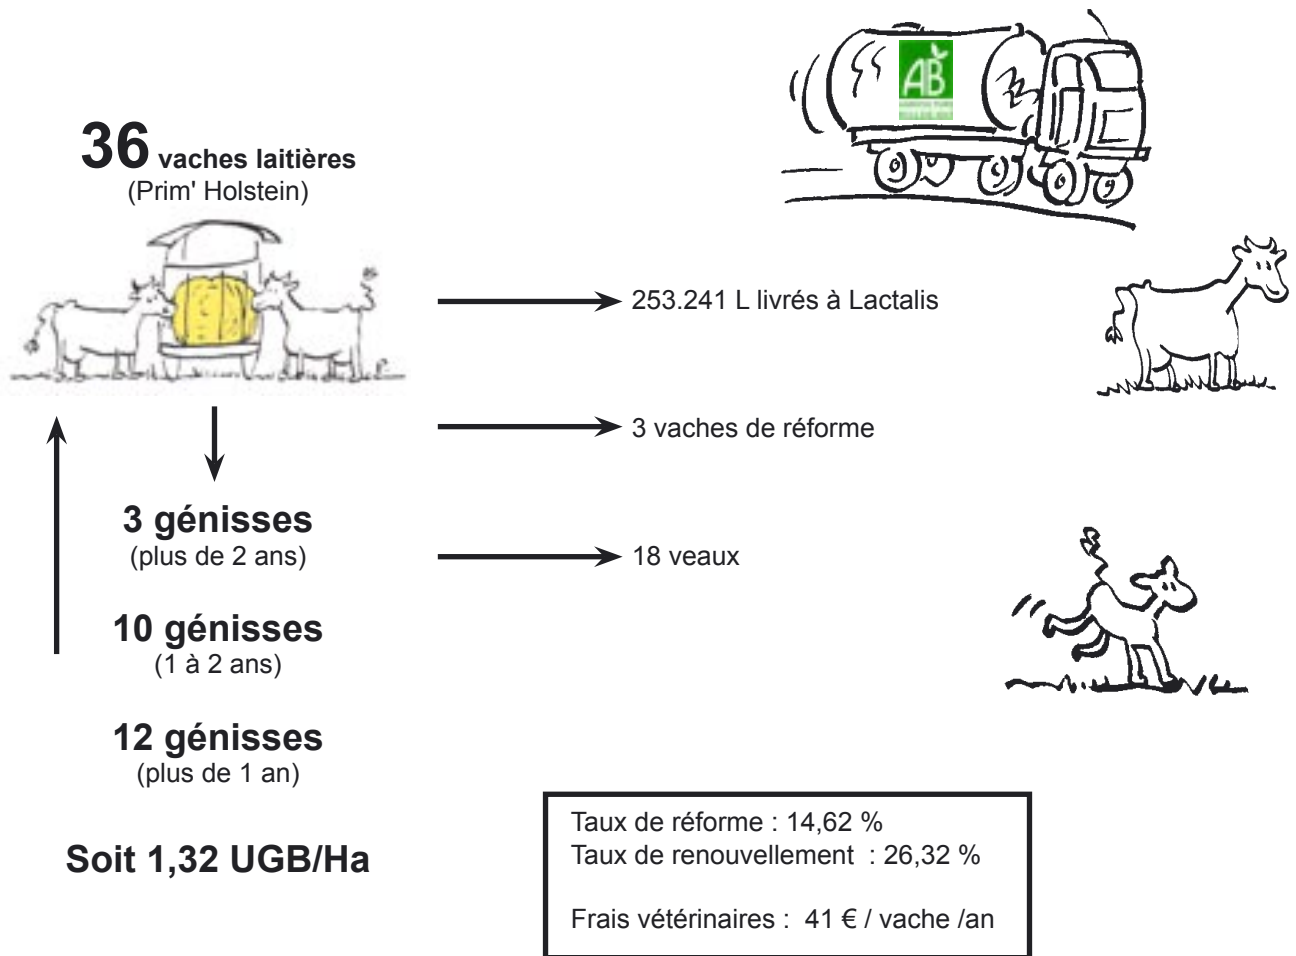 AB
36 vaches laitières
(Prim' Holstein)
253.241 L livrés à Lactalis
3 vaches de réforme
3 génisses
(plus de 2 ans)
18 veaux
10 génisses
(1 à 2 ans)
12 génisses
(plus de 1 an)
Soit 1,32 UGB/Ha
Taux de réforme : 14,62 %
Taux de renouvellement : 26,32 %
Frais vétérinaires : 41 € / vache /an